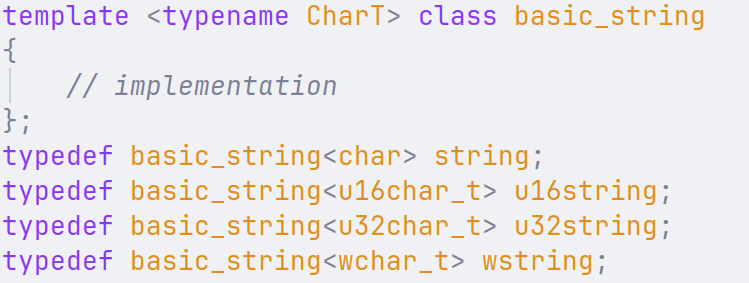 template <typename CharT> class basic_string
{
    // implementation
};
typedef basic_string<char> string;
typedef basic_string<u16char_t> u16string;
typedef basic_string<u32char_t> u32string;
typedef basic_string<wchar_t> wstring;